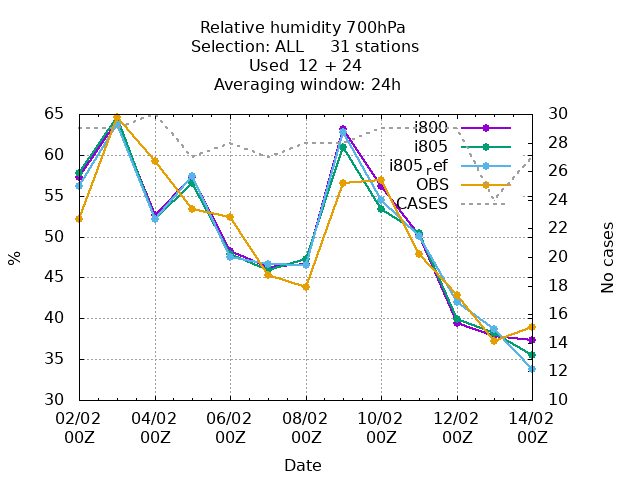 Relative humidity 700hPa
Selection: ALL 31 stations
Used 12 + 24
Averaging window: 24h
65
60
55
50
45
40
35
30
%
30
28
26
24
22
20
18
16
14
12
10
No cases
i800
i805
i805ref
OBS
CASES
02/02 04/02 06/02 08/02 10/02 12/02 14/02
00Z 00Z 00Z 00Z 00Z 00Z 00Z
Date